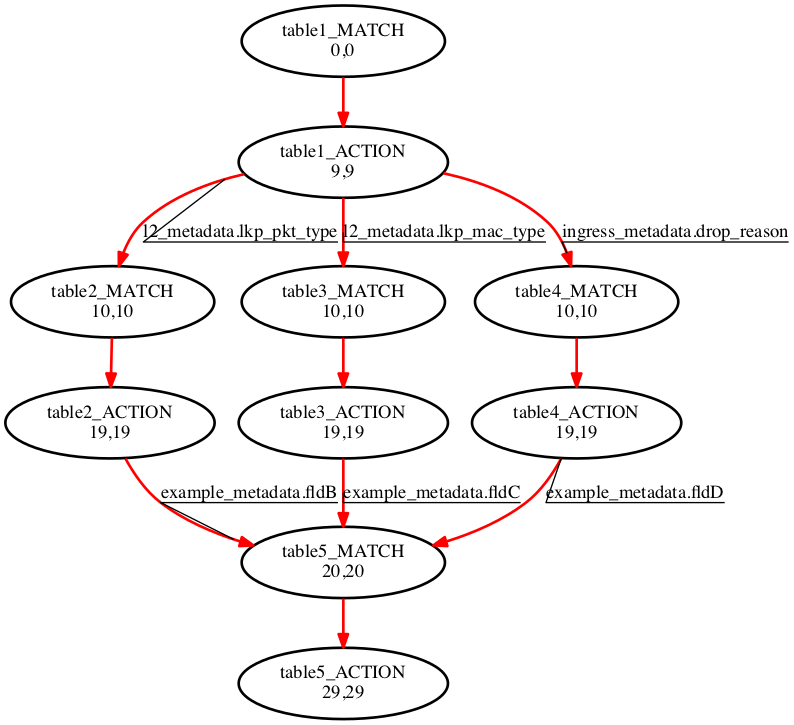 table1_MATCH
0,0
table1_ACTION
9,9
l2_metadata.lkp_pkt_type
l2_metadata.lkp_mac_type
ingress_metadata.drop_reason
table2_MATCH
10,10
table3_MATCH
10,10
table4_MATCH
10,10
table2_ACTION
19,19
table3_ACTION
19,19
table4_ACTION
19,19
example_metadata.fldB
example_metadata.fldC
example_metadata.fldD
table5_MATCH
20,20
table5_ACTION
29,29